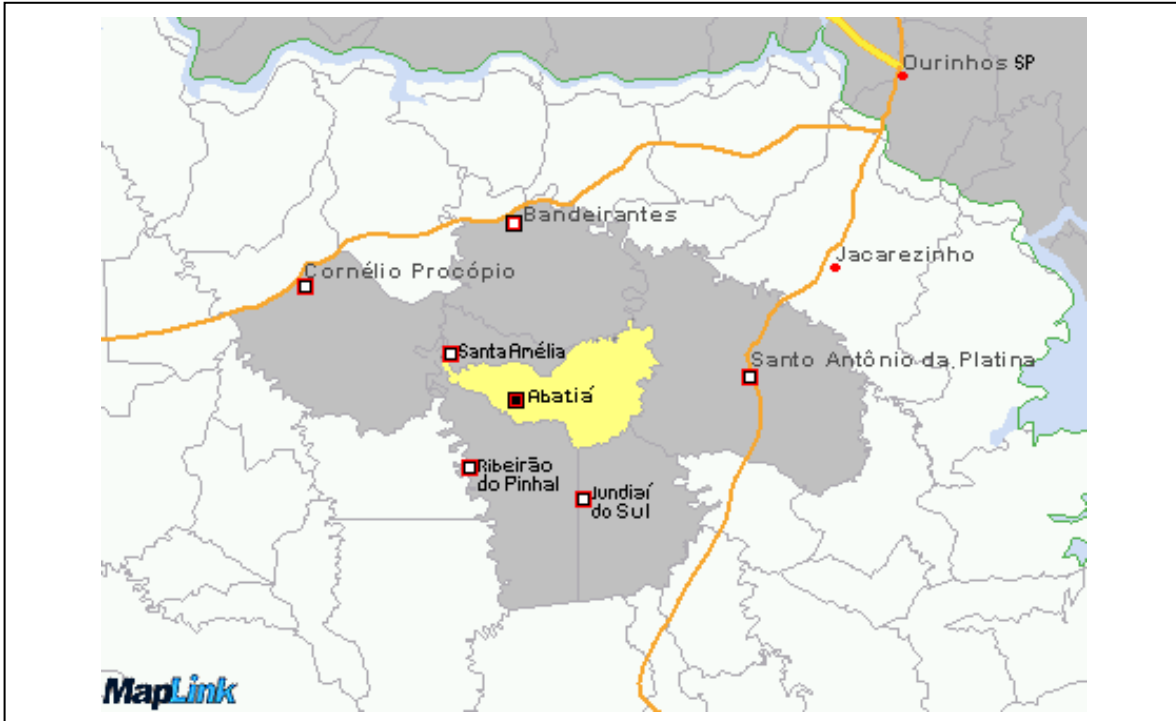 Ourinhos SP
Bandeirantes
Jacarezinho
Cornélio Procópio
Santa Amélia
Santo Antônio da Platina
Abatiá
Ribeirão
do Pinhal
Jundiaí
do Sul
MapLink